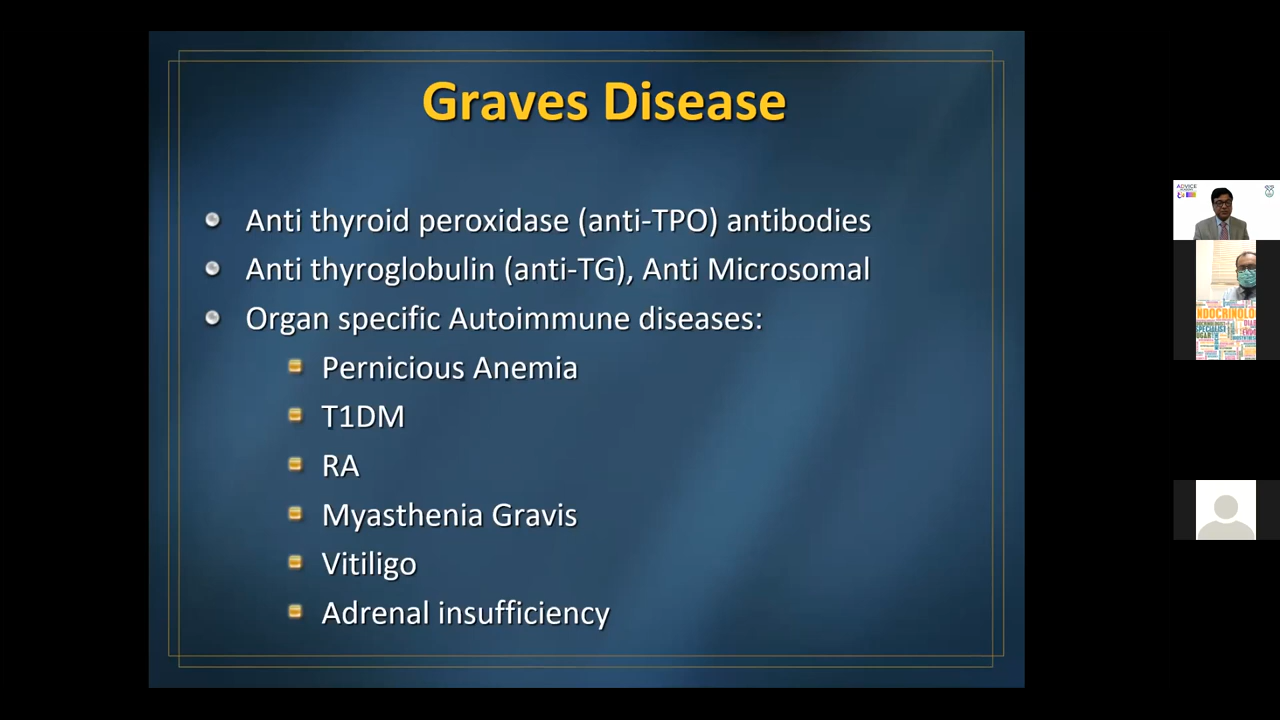 Graves Disease
Anti thyroid peroxidase (anti-TPO) antibodies
Anti thyroglobulin (anti-TG), Anti Microsomal
Organ specific Autoimmune diseases:
Pernicious Anemia
T1DM
RA
Myasthenia Gravis
Vitiligo
Adrenal insufficiency
ADVICE